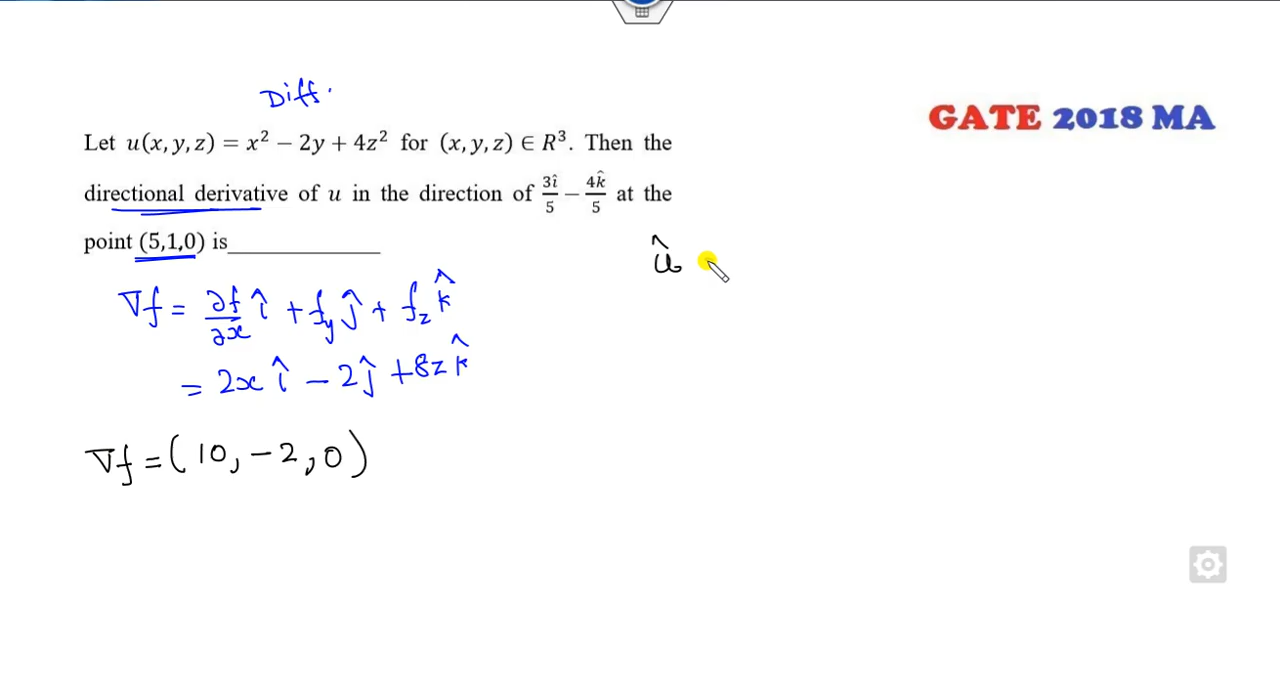 Diff.
GATE 2018 MA
Let u(x, y, z) = x² − 2y + 4z² for (x, y, z) ∈ R³. Then the
directional derivative of u in the direction of 3î/5 − 4k̂/5 at the
point (5,1,0) is______________
û
∇f = ∂f/∂x î + f_y ĵ + f_z k̂
= 2x î − 2ĵ + 8z k̂
∇f = (10, −2, 0)